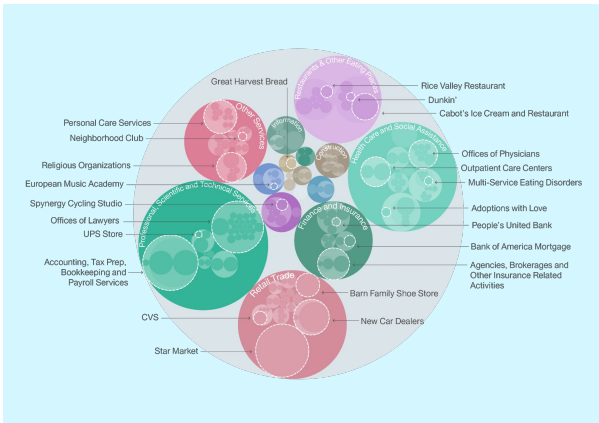 Great Harvest Bread
Restaurants & Other Eating Places
Rice Valley Restaurant
Dunkin'
Cabot's Ice Cream and Restaurant
Other Services
Information
Construction
Health Care and Social Assistance
Personal Care Services
Neighborhood Club
Religious Organizations
European Music Academy
Spynergy Cycling Studio
Offices of Lawyers
UPS Store
Accounting, Tax Prep,
Bookkeeping and
Payroll Services
Professional, Scientific and Technical Services
Offices of Physicians
Outpatient Care Centers
Multi-Service Eating Disorders
Adoptions with Love
Finance and Insurance
People's United Bank
Bank of America Mortgage
Agencies, Brokerages and
Other Insurance Related
Activities
Retail Trade
Barn Family Shoe Store
New Car Dealers
CVS
Star Market